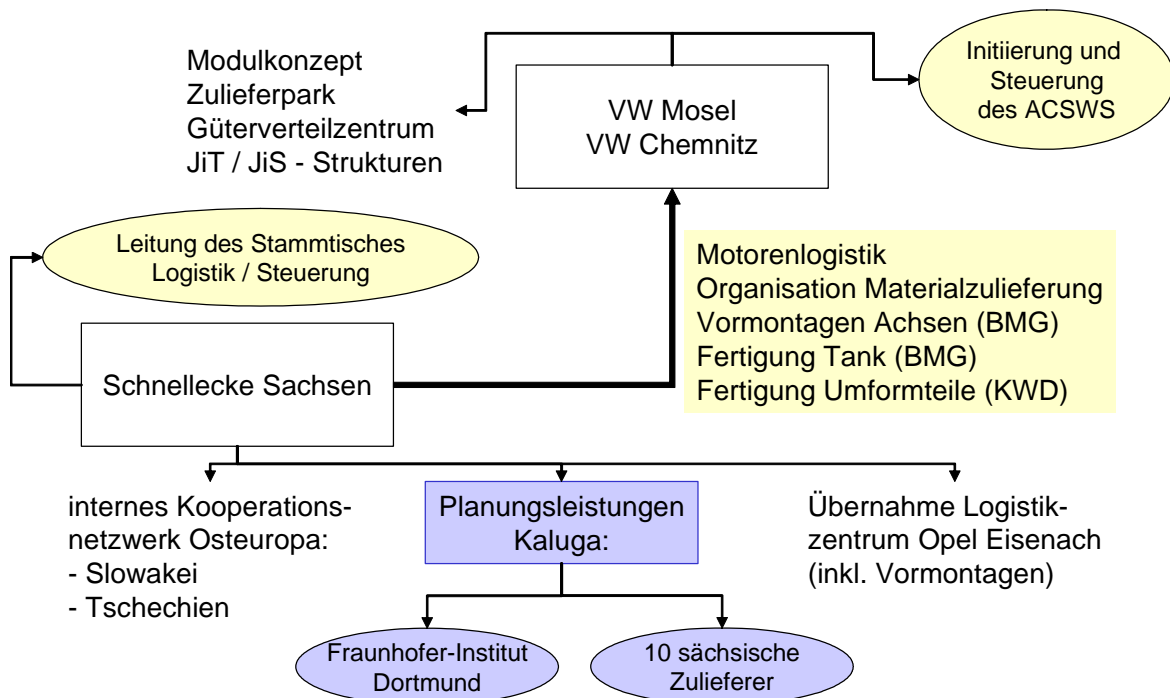 Modulkonzept
Zulieferpark
Güterverteilzentrum
JiT / JiS - Strukturen
VW Mosel
VW Chemnitz
Initiierung und
Steuerung
des ACSWS
Leitung des Stammtisches
Logistik / Steuerung
Motorenlogistik
Organisation Materialzulieferung
Vormontagen Achsen (BMG)
Fertigung Tank (BMG)
Fertigung Umformteile (KWD)
Schnellecke Sachsen
internes Kooperations-
netzwerk Osteuropa:
- Slowakei
- Tschechien
Planungsleistungen
Kaluga:
Übernahme Logistik-
zentrum Opel Eisenach
(inkl. Vormontagen)
Fraunhofer-Institut
Dortmund
10 sächsische
Zulieferer